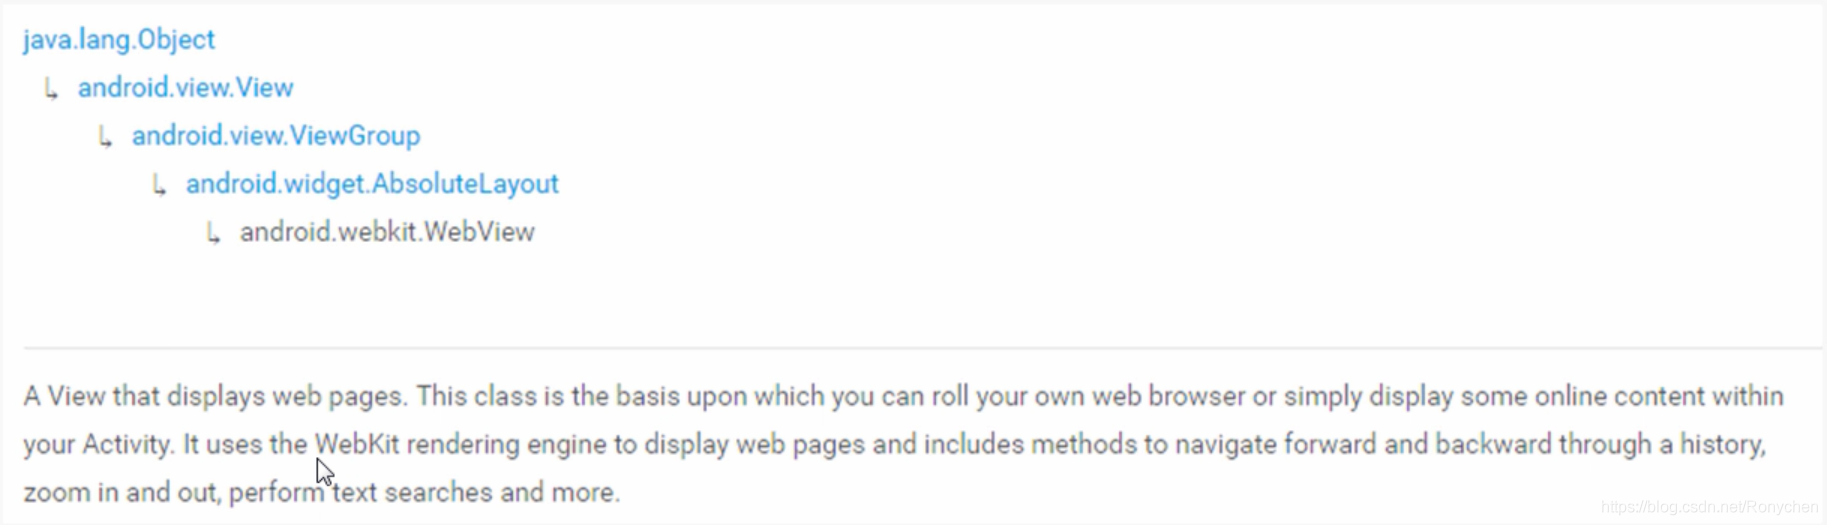 java.lang.Object
↳ android.view.View
↳ android.view.ViewGroup
↳ android.widget.AbsoluteLayout
↳ android.webkit.WebView
A View that displays web pages. This class is the basis upon which you can roll your own web browser or simply display some online content within
your Activity. It uses the WebKit rendering engine to display web pages and includes methods to navigate forward and backward through a history,
zoom in and out, perform text searches and more.
https://blog.csdn.net/Ronychen